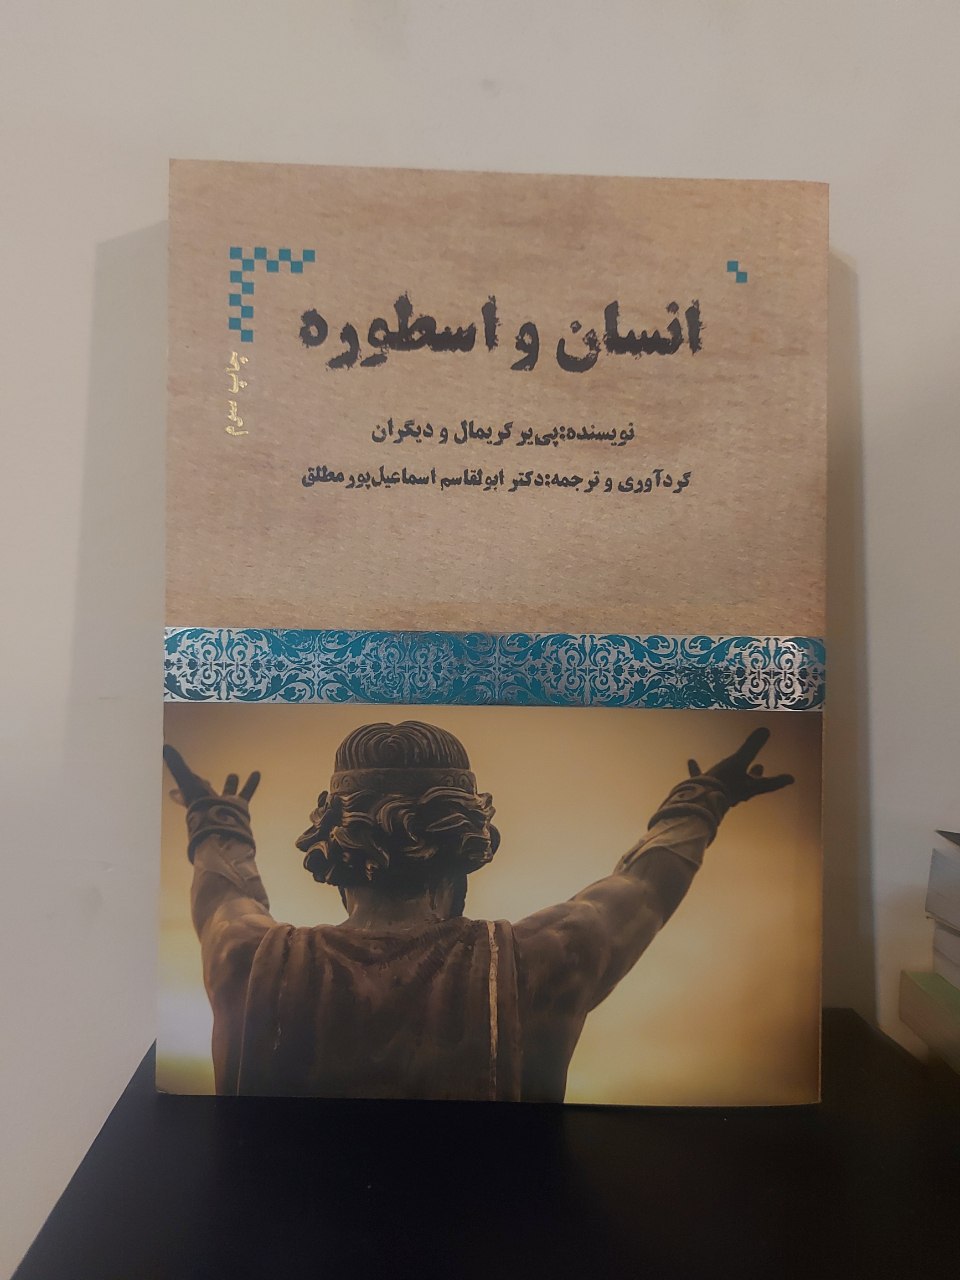 انسان و اسطوره
چاپ سوم
نویسنده:پی‌یر گریمال و دیگران
گردآوری و ترجمه:دکتر ابولقاسم اسماعیل‌پور مطلق